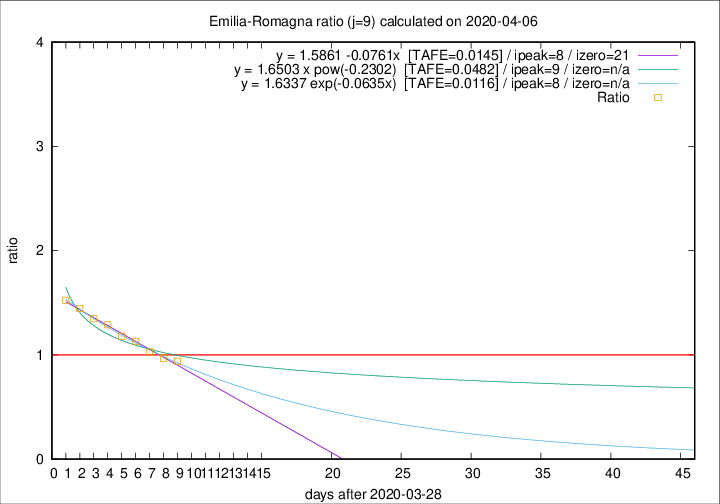 Emilia-Romagna ratio (j=9) calculated on 2020-04-06
y = 1.5861 -0.0761x [TAFE=0.0145] / ipeak=8 / izero=21
y = 1.6503 x pow(-0.2302) [TAFE=0.0482] / ipeak=9 / izero=n/a
y = 1.6337 exp(-0.0635x) [TAFE=0.0116] / ipeak=8 / izero=n/a
Ratio
4
3
2
1
0
ratio
0 1 2 3 4 5 6 7 8 9 10 11 12 13 14 15 20 25 30 35 40 45
days after 2020-03-28